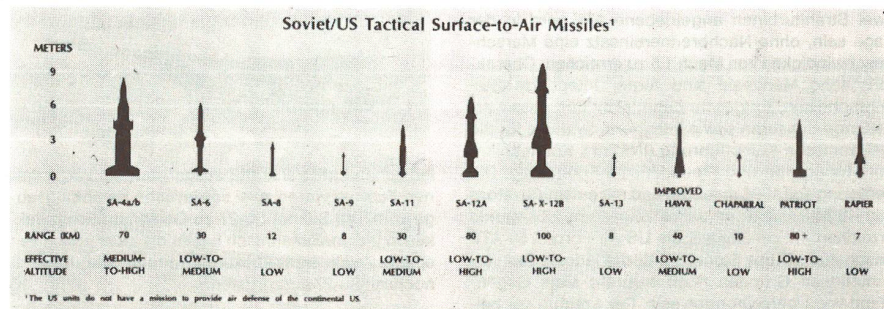 Soviet/US Tactical Surface-to-Air Missiles¹
METERS
9
6
3
0
SA-4a/b SA-6 SA-8 SA-9 SA-11 SA-12A SA-X-12B SA-13 IMPROVED HAWK CHAPARRAL PATRIOT RAPIER
RANGE (KM) 70 30 12 8 30 80 100 8 40 10 80+ 7
EFFECTIVE ALTITUDE MEDIUM-TO-HIGH LOW-TO-MEDIUM LOW LOW LOW-TO-MEDIUM LOW-TO-HIGH LOW-TO-HIGH LOW LOW-TO-MEDIUM LOW LOW-TO-HIGH LOW
¹The US units do not have a mission to provide air defense of the continental US.